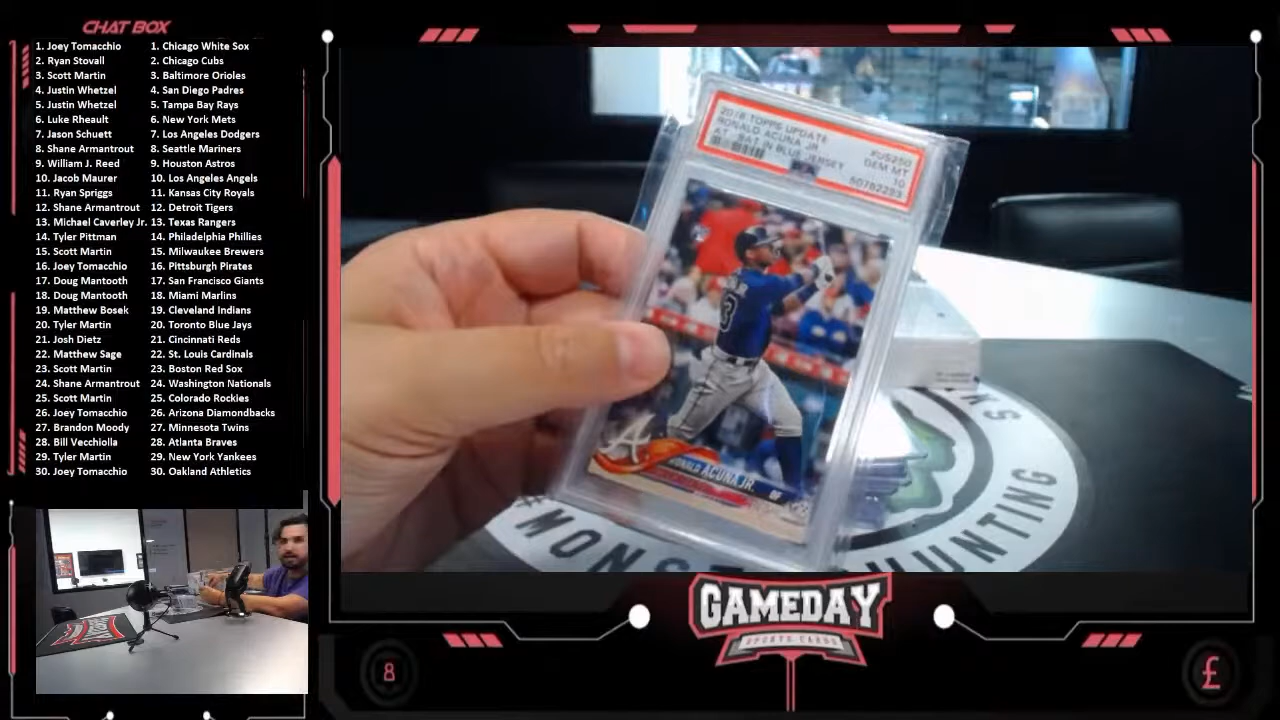 CHAT BOX
1. Joey Tomacchio 1. Chicago White Sox
2. Ryan Stovall 2. Chicago Cubs
3. Scott Martin 3. Baltimore Orioles
4. Justin Whetzel 4. San Diego Padres
5. Justin Whetzel 5. Tampa Bay Rays
6. Luke Rheault 6. New York Mets
7. Jason Schuett 7. Los Angeles Dodgers
8. Shane Armantrout 8. Seattle Mariners
9. William J. Reed 9. Houston Astros
10. Jacob Maurer 10. Los Angeles Angels
11. Ryan Spriggs 11. Kansas City Royals
12. Shane Armantrout 12. Detroit Tigers
13. Michael Caverley Jr. 13. Texas Rangers
14. Tyler Pittman 14. Philadelphia Phillies
15. Scott Martin 15. Milwaukee Brewers
16. Joey Tomacchio 16. Pittsburgh Pirates
17. Doug Mantooth 17. San Francisco Giants
18. Doug Mantooth 18. Miami Marlins
19. Matthew Bosek 19. Cleveland Indians
20. Tyler Martin 20. Toronto Blue Jays
21. Josh Dietz 21. Cincinnati Reds
22. Matthew Sage 22. St. Louis Cardinals
23. Scott Martin 23. Boston Red Sox
24. Shane Armantrout 24. Washington Nationals
25. Scott Martin 25. Colorado Rockies
26. Joey Tomacchio 26. Arizona Diamondbacks
27. Brandon Moody 27. Minnesota Twins
28. Bill Vecchiolla 28. Atlanta Braves
29. Tyler Martin 29. New York Yankees
30. Joey Tomacchio 30. Oakland Athletics
2018 TOPPS UPDATE #US250
RONALD ACUNA JR. GEM MT
AT BAT IN BLUE JERSEY 10
50782293
13
A
RONALD ACUÑA JR. OF
GAMEDAY
SPORTS CARDS
8
£